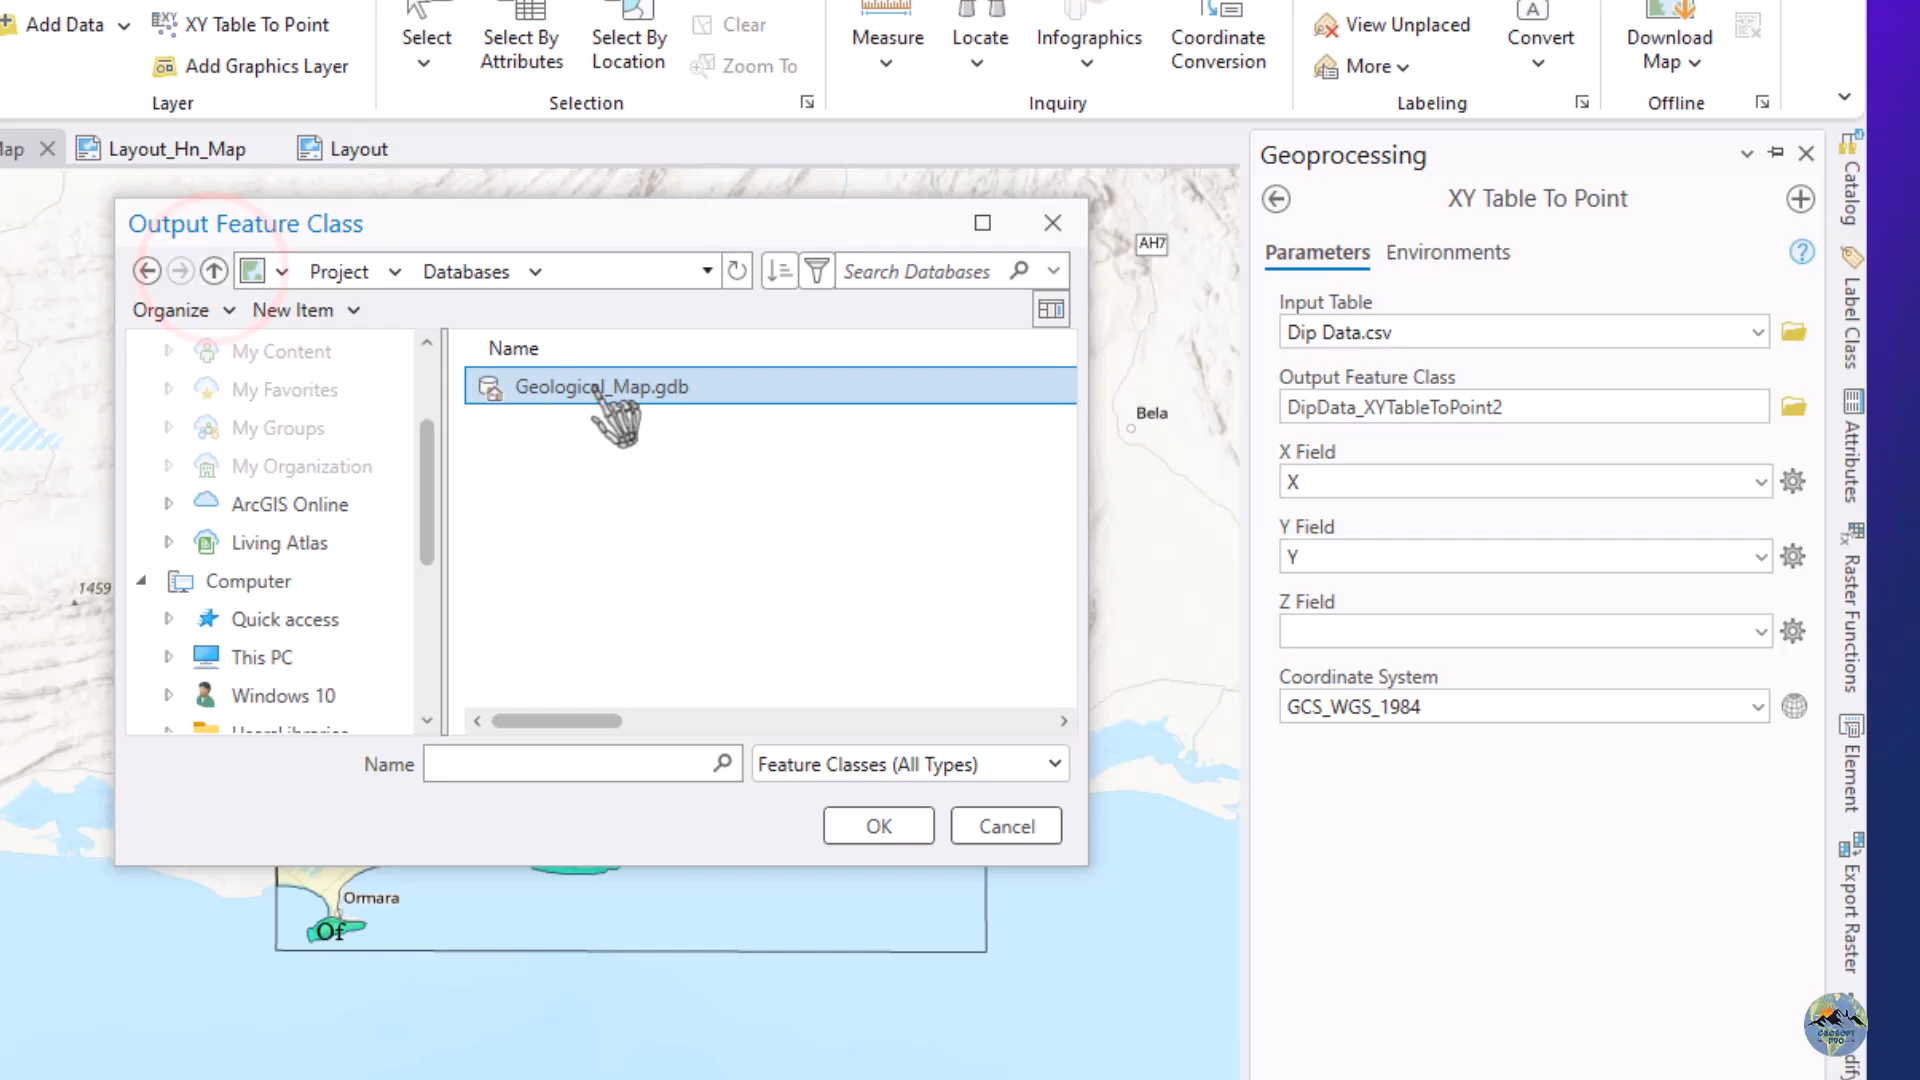 Add Data
XY Table To Point
Add Graphics Layer
Layer
Select
Select By
Attributes
Select By
Location
Clear
Zoom To
Selection
Measure
Locate
Infographics
Coordinate
Conversion
Inquiry
View Unplaced
More
Labeling
Convert
Download
Map
Offline
Layout_Hn_Map
Layout
Output Feature Class
Project
Databases
Search Databases
Organize
New Item
My Content
My Favorites
My Groups
My Organization
ArcGIS Online
Living Atlas
Computer
Quick access
This PC
Windows 10
Name
Geological_Map.gdb
Name
Feature Classes (All Types)
OK
Cancel
AH7
Bela
1459
Ormara
Of
Geoprocessing
XY Table To Point
Parameters
Environments
Input Table
Dip Data.csv
Output Feature Class
DipData_XYTableToPoint2
X Field
X
Y Field
Y
Z Field
Coordinate System
GCS_WGS_1984
Catalog
Label Class
Attributes
Raster Functions
Element
Export Raster